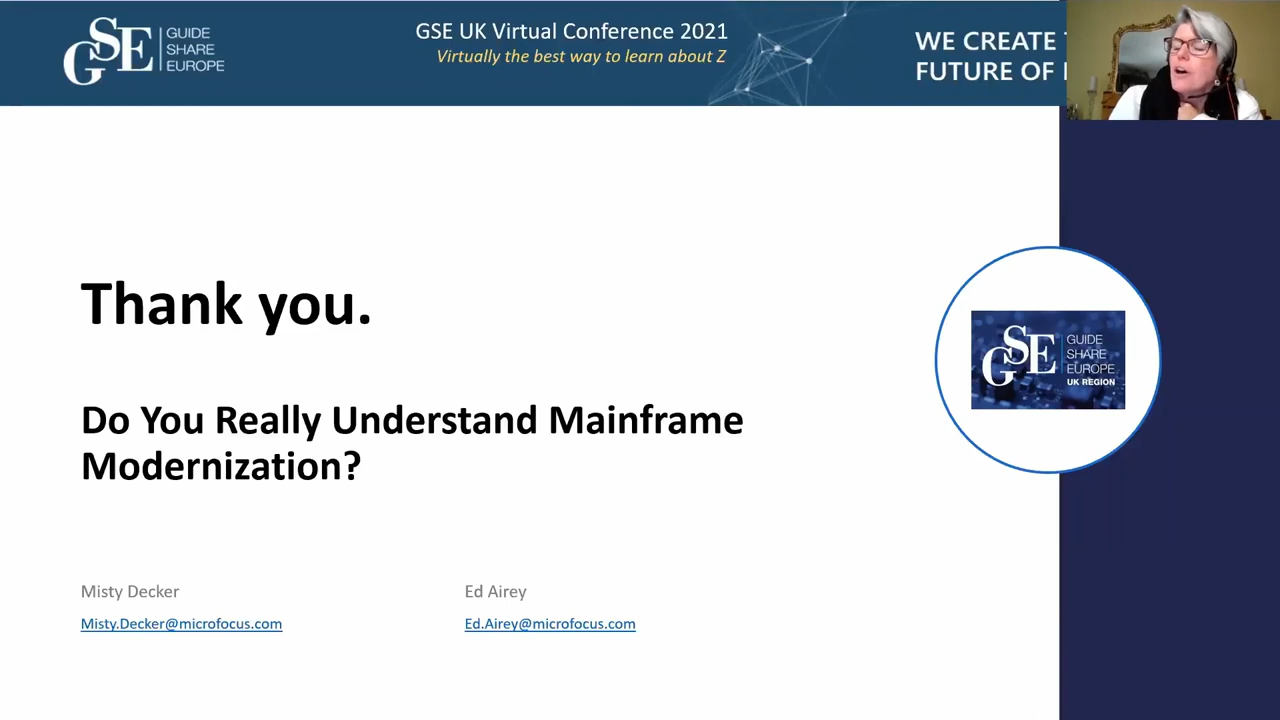 GSE
GUIDE
SHARE
EUROPE
GSE UK Virtual Conference 2021
Virtually the best way to learn about Z
WE CREATE
FUTURE OF
Thank you.
Do You Really Understand Mainframe
Modernization?
GSE
GUIDE
SHARE
EUROPE
UK REGION
Misty Decker
Ed Airey
Misty.Decker@microfocus.com
Ed.Airey@microfocus.com